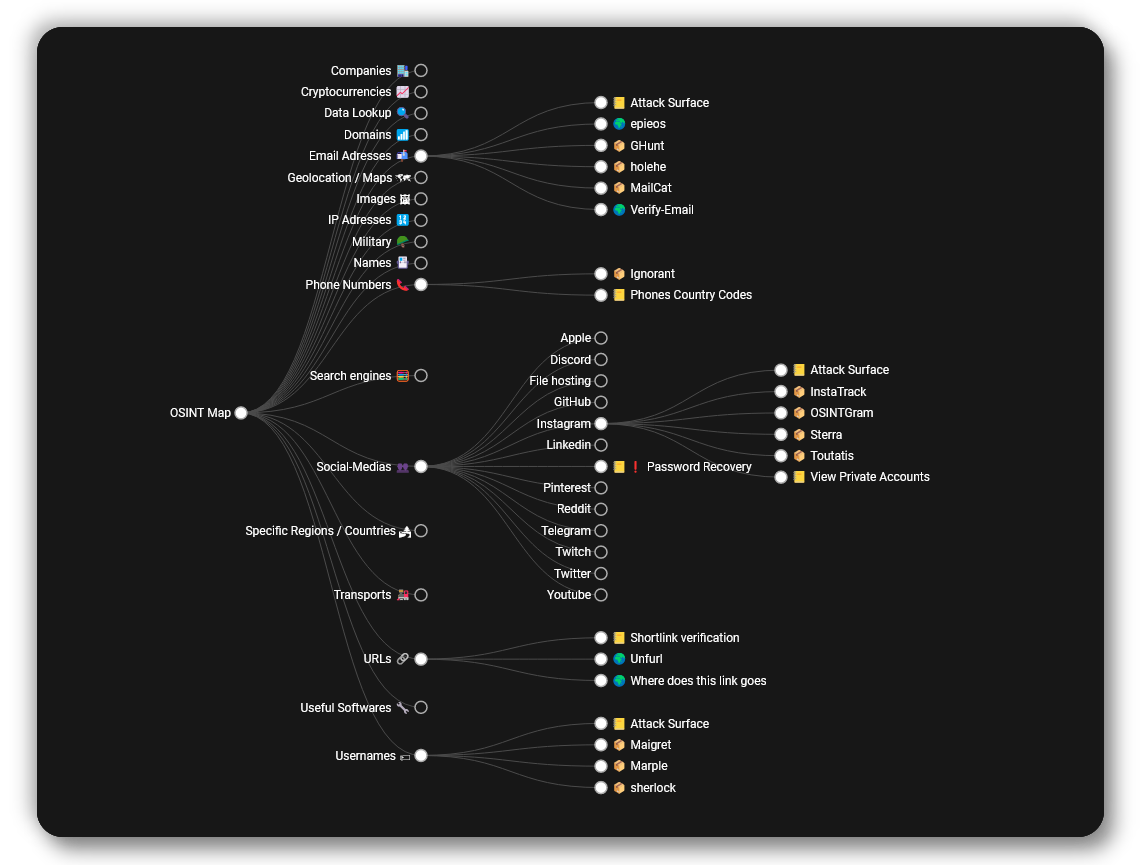 Companies
Cryptocurrencies
Data Lookup
Domains
Email Adresses
Geolocation / Maps
Images
IP Adresses
Military
Names
Phone Numbers
Search engines
OSINT Map
Social-Medias
Specific Regions / Countries
Transports
URLs
Useful Softwares
Usernames
Attack Surface
epieos
GHunt
holehe
MailCat
Verify-Email
Ignorant
Phones Country Codes
Apple
Discord
File hosting
GitHub
Instagram
Linkedin
Password Recovery
Pinterest
Reddit
Telegram
Twitch
Twitter
Youtube
Attack Surface
InstaTrack
OSINTGram
Sterra
Toutatis
View Private Accounts
Shortlink verification
Unfurl
Where does this link goes
Attack Surface
Maigret
Marple
sherlock